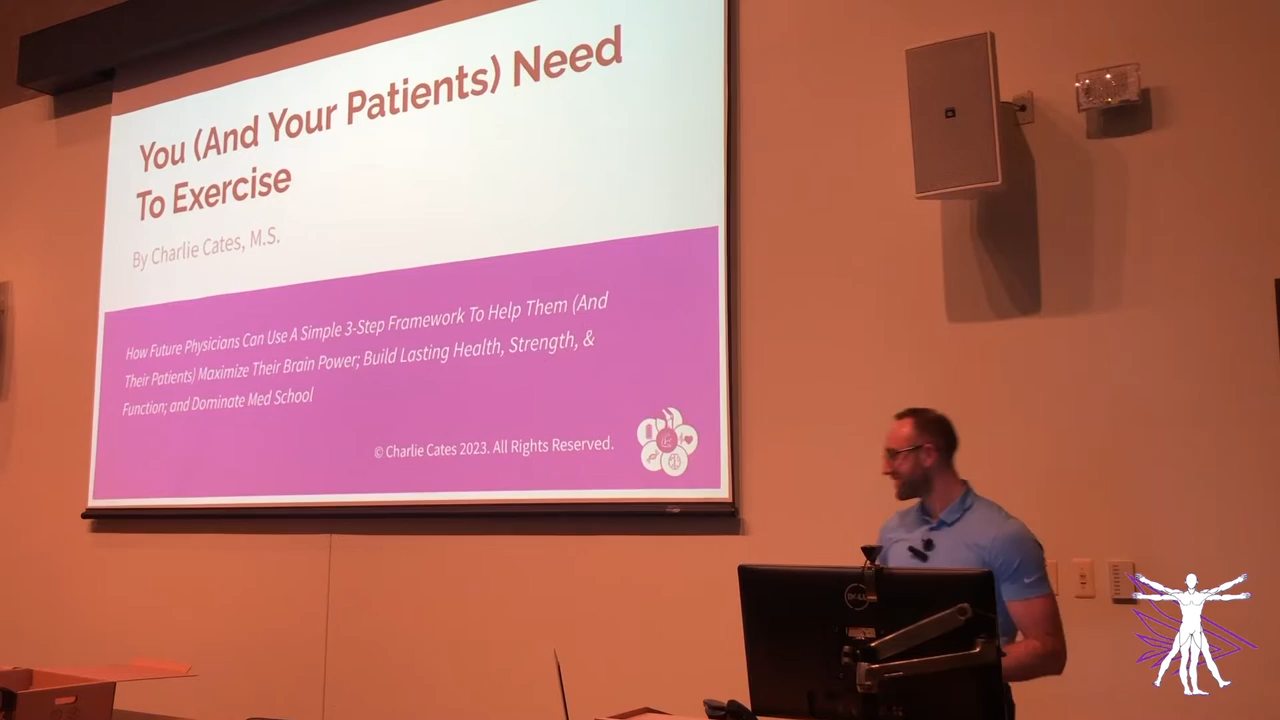 You (And Your Patients) Need
To Exercise
By Charlie Cates, M.S.
How Future Physicians Can Use A Simple 3-Step Framework To Help Them (And
Their Patients) Maximize Their Brain Power; Build Lasting Health, Strength, &
Function; and Dominate Med School
© Charlie Cates 2023. All Rights Reserved.
DELL